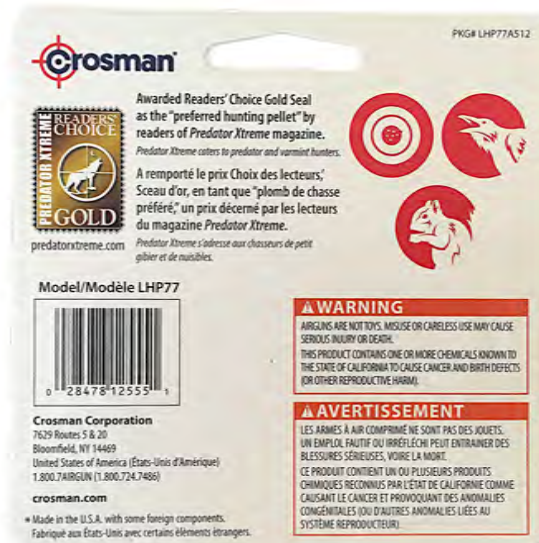 PKG# LHP77A512
Crosman
Awarded Readers' Choice Gold Seal
as the "preferred hunting pellet" by
readers of Predator Xtreme magazine.
Predator Xtreme caters to predator and varmint hunters.
A remporté le prix Choix des lecteurs,'
Sceau d'or, en tant que "plomb de chasse
préféré," un prix décerné par les lecteurs
du magazine Predator Xtreme.
Predator Xtreme s'adresse aux chasseurs de petit
gibier et de nuisibles.
PREDATOR XTREME
READERS'
CHOICE
GOLD
predatorxtreme.com
Model/Modèle LHP77
0 28478 12555 1
Crosman Corporation
7629 Routes 5 & 20
Bloomfield, NY 14469
United States of America (États-Unis d'Amérique)
1.800.7AIRGUN (1.800.724.7486)
crosman.com
* Made in the U.S.A. with some foreign components.
Fabriqué aux États-Unis avec certains éléments étrangers.
WARNING
AIRGUNS ARE NOT TOYS. MISUSE OR CARELESS USE MAY CAUSE
SERIOUS INJURY OR DEATH.
THIS PRODUCT CONTAINS ONE OR MORE CHEMICALS KNOWN TO
THE STATE OF CALIFORNIA TO CAUSE CANCER AND BIRTH DEFECTS
(OR OTHER REPRODUCTIVE HARM).
AVERTISSEMENT
LES ARMES À AIR COMPRIMÉ NE SONT PAS DES JOUETS.
UN EMPLOI, FAUTIF OU IRRÉFLÉCHI PEUT ENTRAINER DES
BLESSURES SÉRIEUSES, VOIRE LA MORT.
CE PRODUIT CONTIENT UN OU PLUSIEURS PRODUITS
CHIMIQUES RECONNUS PAR L'ÉTAT DE CALIFORNIE COMME
CAUSANT LE CANCER ET PROVOQUANT DES ANOMALIES
CONGÉNITALES (OU D'AUTRES ANOMALIES LIÉES AU
SYSTÈME REPRODUCTEUR).